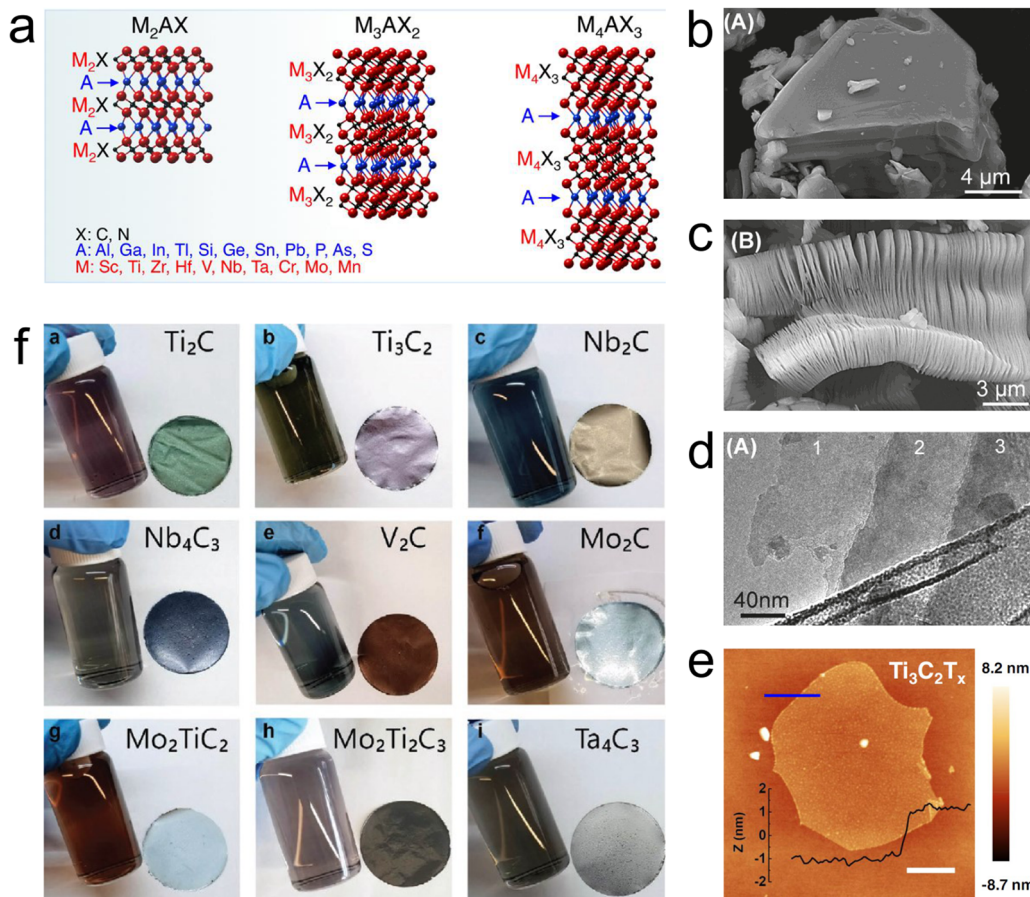 a
M₂AX
M₃AX₂
M₄AX₃
M₂X
A
M₂X
A
M₂X
M₃X₂
A
M₃X₂
A
M₃X₂
M₄X₃
A
M₄X₃
A
M₄X₃
X: C, N
A: Al, Ga, In, Tl, Si, Ge, Sn, Pb, P, As, S
M: Sc, Ti, Zr, Hf, V, Nb, Ta, Cr, Mo, Mn
b
(A)
4 µm
c
(B)
3 µm
d
(A)
1
2
3
40nm
e
Ti₃C₂Tₓ
8.2 nm
-8.7 nm
Z (nm)
2
1
0
-1
-2
f
a
Ti₂C
b
Ti₃C₂
c
Nb₂C
d
Nb₄C₃
e
V₂C
f
Mo₂C
g
Mo₂TiC₂
h
Mo₂Ti₂C₃
i
Ta₄C₃